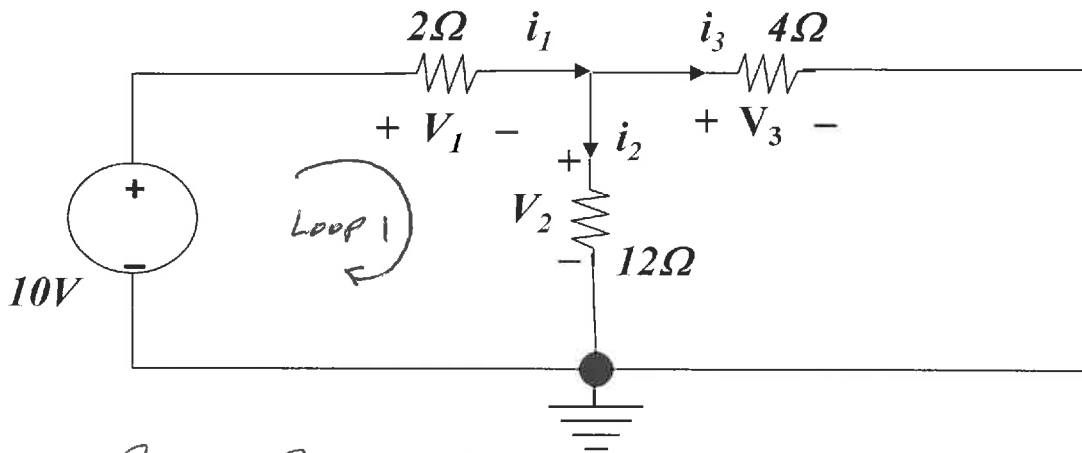 2Ω i₁ i₃ 4Ω
+ V₁ − + V₃ −
i₂
+
+
Loop 1
V₂
−
− 12Ω
10V